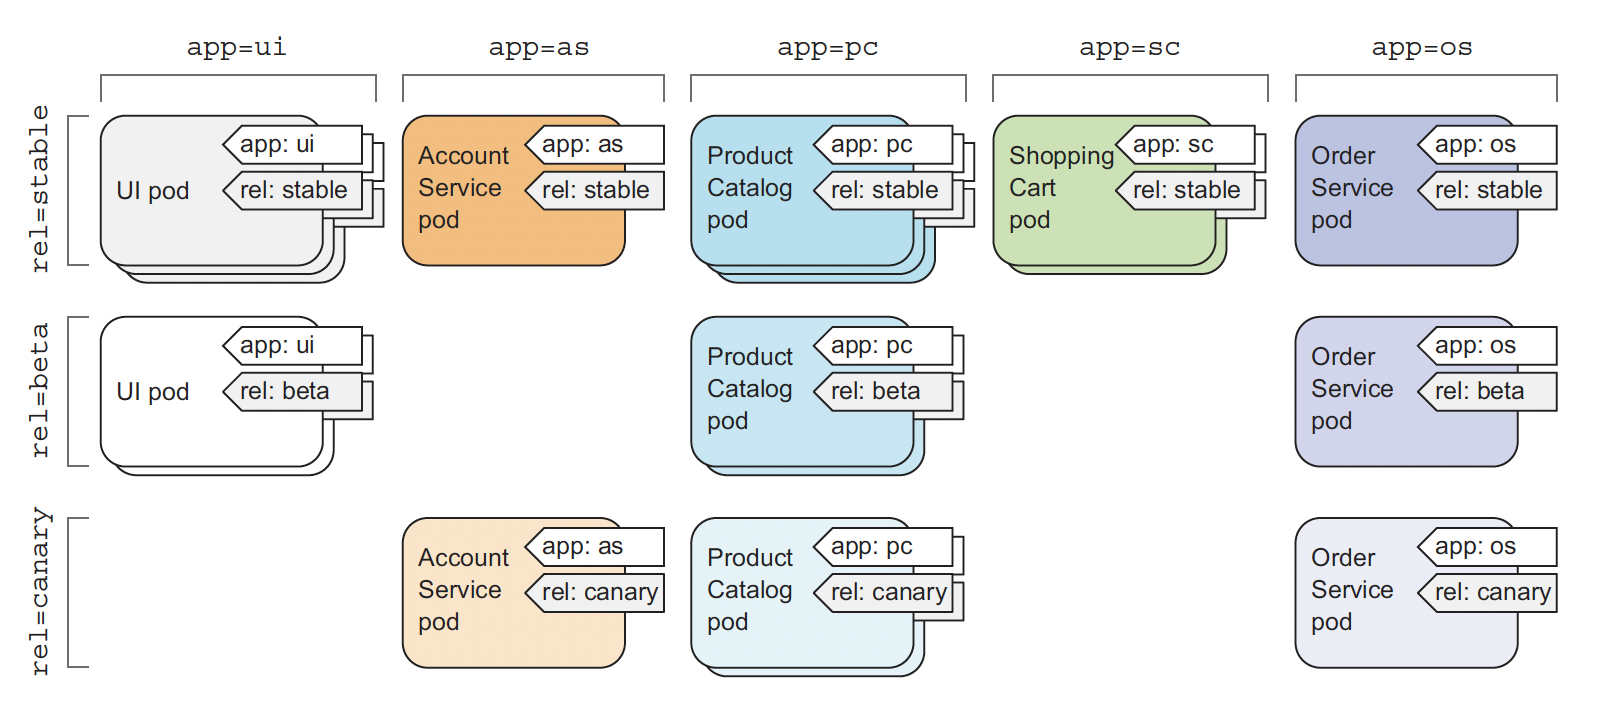 app=ui
app=as
app=pc
app=sc
app=os
rel=stable
UI pod
app: ui
rel: stable
Account
Service
pod
app: as
rel: stable
Product
Catalog
pod
app: pc
rel: stable
Shopping
Cart
pod
app: sc
rel: stable
Order
Service
pod
app: os
rel: stable
rel=beta
UI pod
app: ui
rel: beta
Product
Catalog
pod
app: pc
rel: beta
Order
Service
pod
app: os
rel: beta
rel=canary
Account
Service
pod
app: as
rel: canary
Product
Catalog
pod
app: pc
rel: canary
Order
Service
pod
app: os
rel: canary